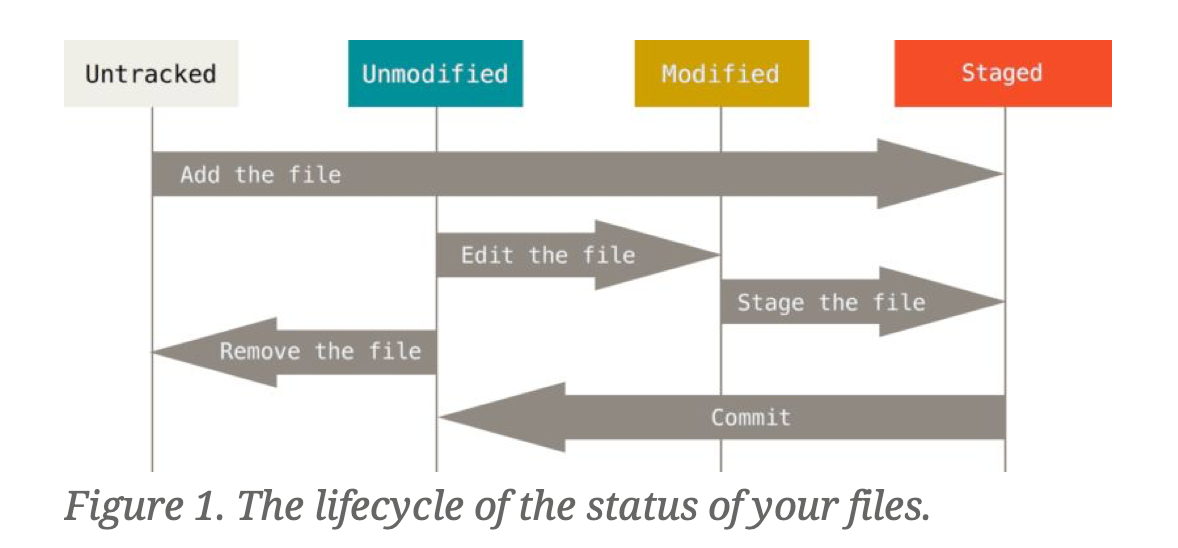 Untracked
Unmodified
Modified
Staged
Add the file
Edit the file
Stage the file
Remove the file
Commit
Figure 1. The lifecycle of the status of your files.